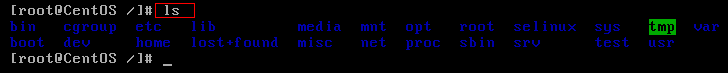 [root@CentOS /]# ls
bin cgroup etc lib media mnt opt root selinux sys tmp var
boot dev home lost+found misc net proc sbin srv test usr
[root@CentOS /]# _